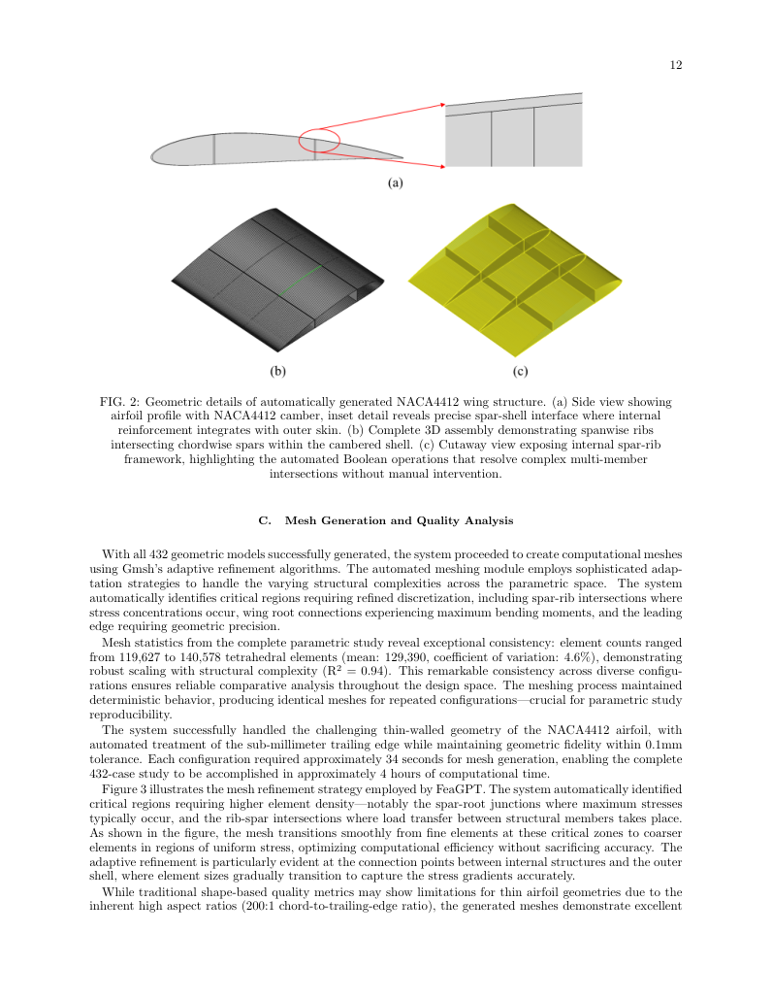 12
(a)
(b)
(c)
FIG. 2: Geometric details of automatically generated NACA4412 wing structure. (a) Side view showing
airfoil profile with NACA4412 camber, inset detail reveals precise spar-shell interface where internal
reinforcement integrates with outer skin. (b) Complete 3D assembly demonstrating spanwise ribs
intersecting chordwise spars within the cambered shell. (c) Cutaway view exposing internal spar-rib
framework, highlighting the automated Boolean operations that resolve complex multi-member
intersections without manual intervention.
C. Mesh Generation and Quality Analysis
With all 432 geometric models successfully generated, the system proceeded to create computational meshes
using Gmsh's adaptive refinement algorithms. The automated meshing module employs sophisticated adap-
tation strategies to handle the varying structural complexities across the parametric space. The system
automatically identifies critical regions requiring refined discretization, including spar-rib intersections where
stress concentrations occur, wing root connections experiencing maximum bending moments, and the leading
edge requiring geometric precision.
Mesh statistics from the complete parametric study reveal exceptional consistency: element counts ranged
from 119,627 to 140,578 tetrahedral elements (mean: 129,390, coefficient of variation: 4.6%), demonstrating
robust scaling with structural complexity (R² = 0.94). This remarkable consistency across diverse configu-
rations ensures reliable comparative analysis throughout the design space. The meshing process maintained
deterministic behavior, producing identical meshes for repeated configurations—crucial for parametric study
reproducibility.
The system successfully handled the challenging thin-walled geometry of the NACA4412 airfoil, with
automated treatment of the sub-millimeter trailing edge while maintaining geometric fidelity within 0.1mm
tolerance. Each configuration required approximately 34 seconds for mesh generation, enabling the complete
432-case study to be accomplished in approximately 4 hours of computational time.
Figure 3 illustrates the mesh refinement strategy employed by FeaGPT. The system automatically identified
critical regions requiring higher element density—notably the spar-root junctions where maximum stresses
typically occur, and the rib-spar intersections where load transfer between structural members takes place.
As shown in the figure, the mesh transitions smoothly from fine elements at these critical zones to coarser
elements in regions of uniform stress, optimizing computational efficiency without sacrificing accuracy. The
adaptive refinement is particularly evident at the connection points between internal structures and the outer
shell, where element sizes gradually transition to capture the stress gradients accurately.
While traditional shape-based quality metrics may show limitations for thin airfoil geometries due to the
inherent high aspect ratios (200:1 chord-to-trailing-edge ratio), the generated meshes demonstrate excellent